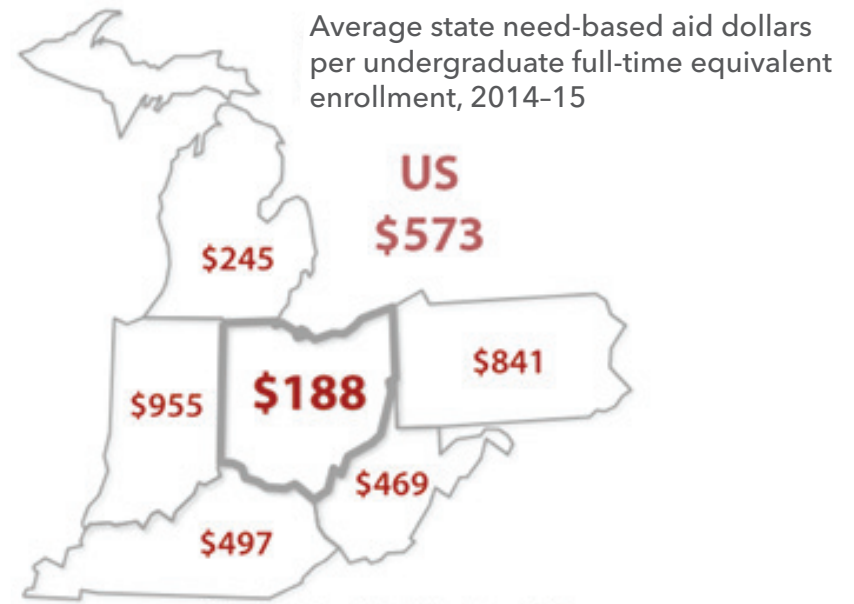 Average state need-based aid dollars
per undergraduate full-time equivalent
enrollment, 2014–15
US
$573
$245
$841
$955
$188
$469
$497